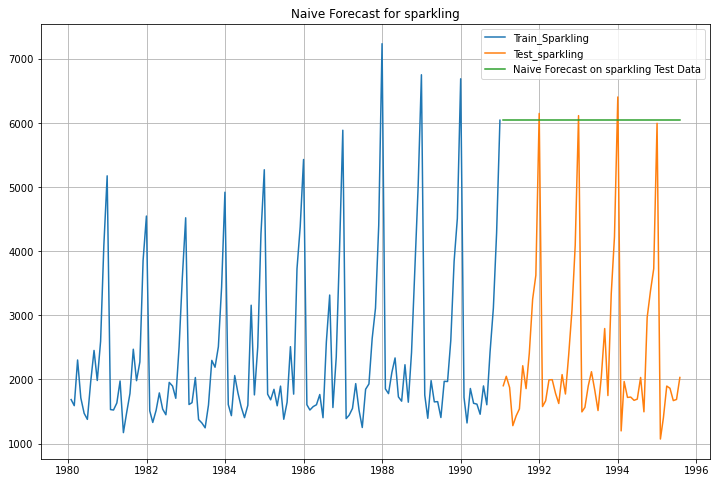 Naive Forecast for sparkling
Train_Sparkling
Test_sparkling
Naive Forecast on sparkling Test Data
7000
6000
5000
4000
3000
2000
1000
1980 1982 1984 1986 1988 1990 1992 1994 1996